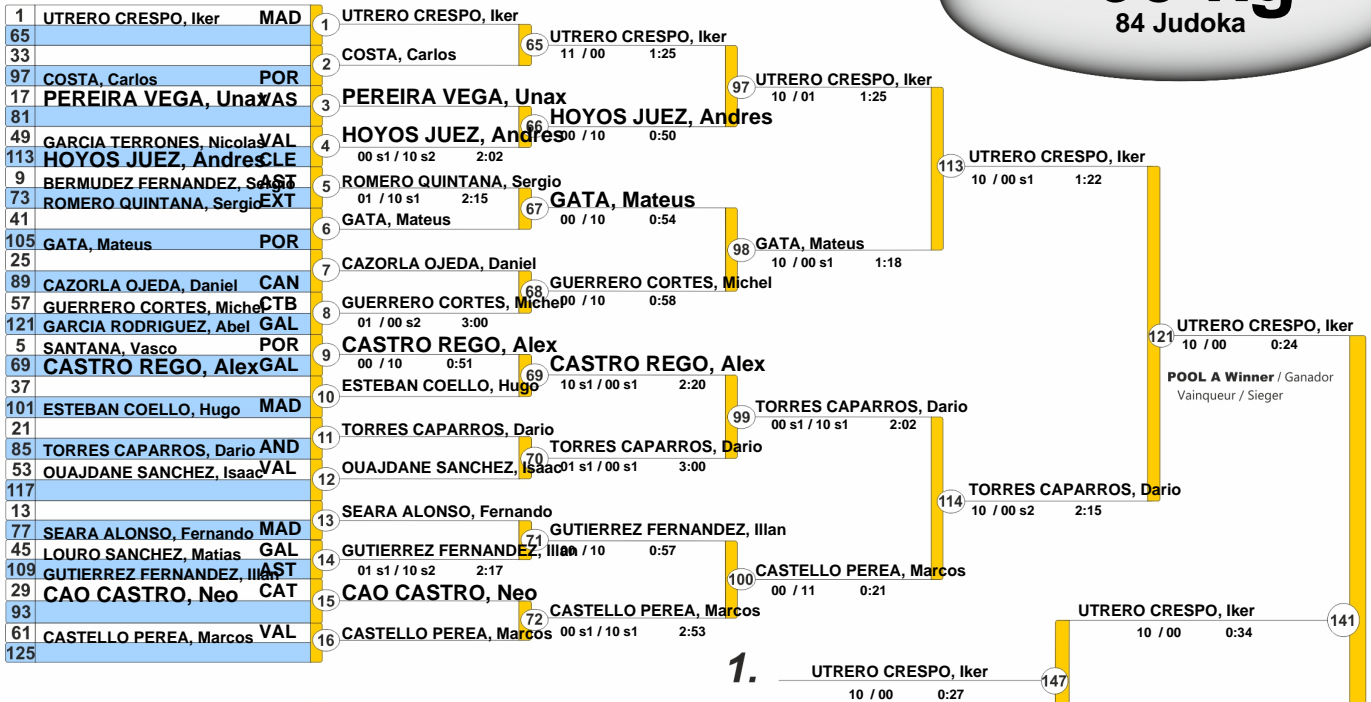 84 Judoka
1 UTRERO CRESPO, Iker MAD
65
33
97 COSTA, Carlos POR
17 PEREIRA VEGA, Unax VAS
81
49 GARCIA TERRONES, Nicolas VAL
113 HOYOS JUEZ, Andres CLE
9 BERMUDEZ FERNANDEZ, Sergio AST
73 ROMERO QUINTANA, Sergio EXT
41
105 GATA, Mateus POR
25
89 CAZORLA OJEDA, Daniel CAN
57 GUERRERO CORTES, Michel CTB
121 GARCIA RODRIGUEZ, Abel GAL
5 SANTANA, Vasco POR
69 CASTRO REGO, Alex GAL
37
101 ESTEBAN COELLO, Hugo MAD
21
85 TORRES CAPARROS, Dario AND
53 OUAJDANE SANCHEZ, Isaac VAL
117
13
77 SEARA ALONSO, Fernando MAD
45 LOURO SANCHEZ, Matias GAL
109 GUTIERREZ FERNANDEZ, Illan AST
29 CAO CASTRO, Neo CAT
93
61 CASTELLO PEREA, Marcos VAL
125
1 UTRERO CRESPO, Iker
2 COSTA, Carlos
3 PEREIRA VEGA, Unax
4 HOYOS JUEZ, Andres
00 s1 / 10 s2 2:02
5 ROMERO QUINTANA, Sergio
01 / 10 s1 2:15
6 GATA, Mateus
7 CAZORLA OJEDA, Daniel
8 GUERRERO CORTES, Michel
01 / 00 s2 3:00
9 CASTRO REGO, Alex
00 / 10 0:51
10 ESTEBAN COELLO, Hugo
11 TORRES CAPARROS, Dario
12 OUAJDANE SANCHEZ, Isaac
13 SEARA ALONSO, Fernando
14 GUTIERREZ FERNANDEZ, Illan
01 s1 / 10 s2 2:17
15 CAO CASTRO, Neo
16 CASTELLO PEREA, Marcos
65 UTRERO CRESPO, Iker
11 / 00 1:25
66 HOYOS JUEZ, Andres
00 / 10 0:50
67 GATA, Mateus
00 / 10 0:54
68 GUERRERO CORTES, Michel
00 / 10 0:58
69 CASTRO REGO, Alex
10 s1 / 00 s1 2:20
70 TORRES CAPARROS, Dario
01 s1 / 00 s1 3:00
71 GUTIERREZ FERNANDEZ, Illan
00 / 10 0:57
72 CASTELLO PEREA, Marcos
00 s1 / 10 s1 2:53
97 UTRERO CRESPO, Iker
10 / 01 1:25
98 GATA, Mateus
10 / 00 s1 1:18
99 TORRES CAPARROS, Dario
00 s1 / 10 s1 2:02
100 CASTELLO PEREA, Marcos
00 / 11 0:21
113 UTRERO CRESPO, Iker
10 / 00 s1 1:22
114 TORRES CAPARROS, Dario
10 / 00 s2 2:15
121 UTRERO CRESPO, Iker
10 / 00 0:24
POOL A Winner / Ganador
Vainqueur / Sieger
UTRERO CRESPO, Iker 141
10 / 00 0:34
1. UTRERO CRESPO, Iker 147
10 / 00 0:27